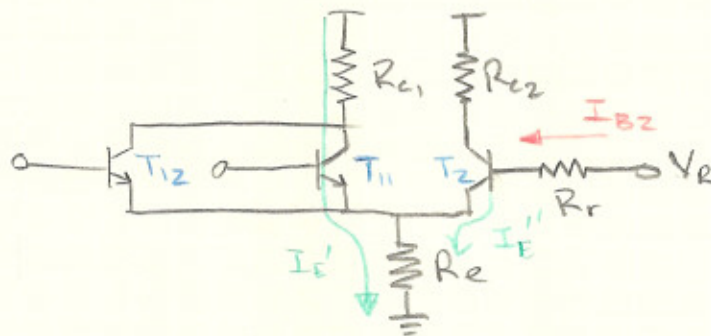 Rc1
Rc2
IB2
T12
T11
T2
VR
Rr
IE'
IE''
Re